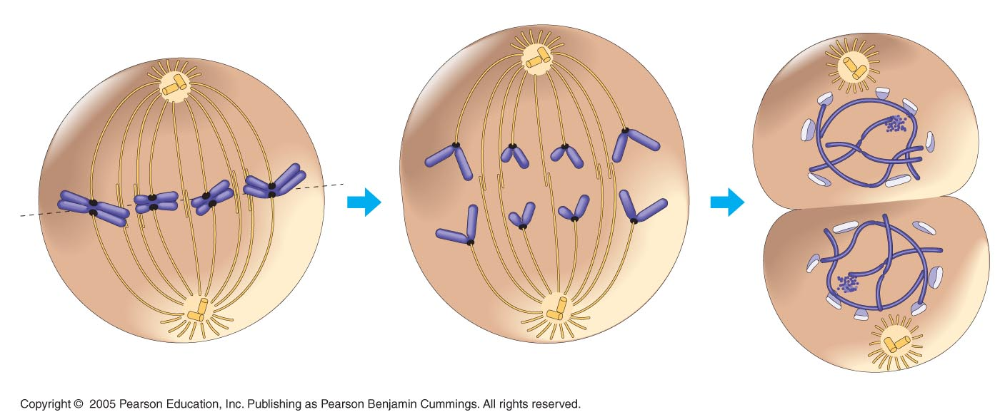 Copyright © 2005 Pearson Education, Inc. Publishing as Pearson Benjamin Cummings. All rights reserved.